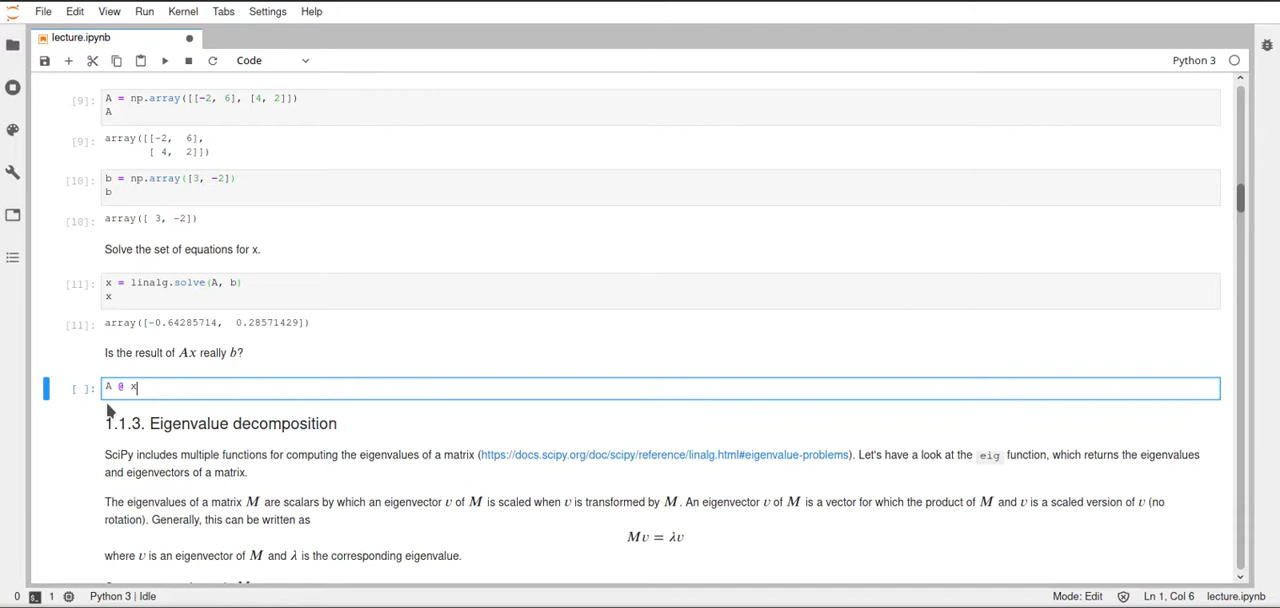 File Edit View Run Kernel Tabs Settings Help
lecture.ipynb
Code
Python 3
[9]: A = np.array([[-2, 6], [4, 2]])
A
[9]: array([[-2, 6],
[ 4, 2]])
[10]: b = np.array([3, -2])
b
[10]: array([ 3, -2])
Solve the set of equations for x.
[11]: x = linalg.solve(A, b)
x
[11]: array([-0.64285714, 0.28571429])
Is the result of Ax really b?
[ ]: A @ x
1.1.3. Eigenvalue decomposition
SciPy includes multiple functions for computing the eigenvalues of a matrix (https://docs.scipy.org/doc/scipy/reference/linalg.html#eigenvalue-problems). Let's have a look at the eig function, which returns the eigenvalues
and eigenvectors of a matrix.
The eigenvalues of a matrix M are scalars by which an eigenvector v of M is scaled when v is transformed by M. An eigenvector v of M is a vector for which the product of M and v is a scaled version of v (no
rotation). Generally, this can be written as
Mv = λv
where v is an eigenvector of M and λ is the corresponding eigenvalue.
0 1 Python 3 | Idle Mode: Edit Ln 1, Col 6 lecture.ipynb